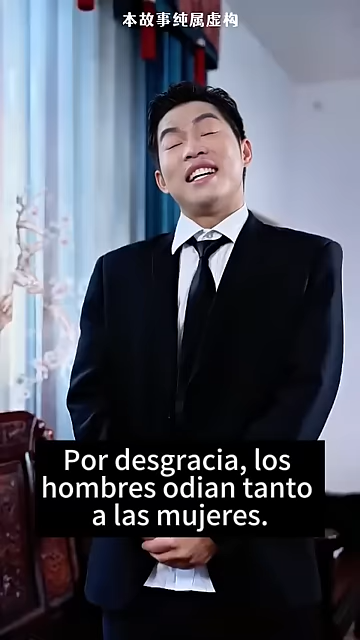 本故事纯属虚构
Por desgracia, los
hombres odian tanto
a las mujeres.